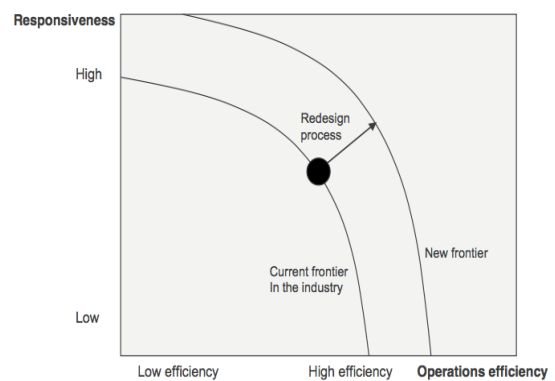 Responsiveness
High
Redesign
process
New frontier
Current frontier
In the industry
Low
Low efficiency
High efficiency
Operations efficiency